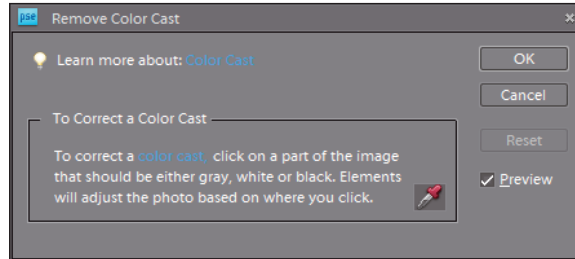 pse Remove Color Cast x
Learn more about: Color Cast
OK
Cancel
To Correct a Color Cast
Reset
To correct a color cast, click on a part of the image
that should be either gray, white or black. Elements
will adjust the photo based on where you click.
Preview